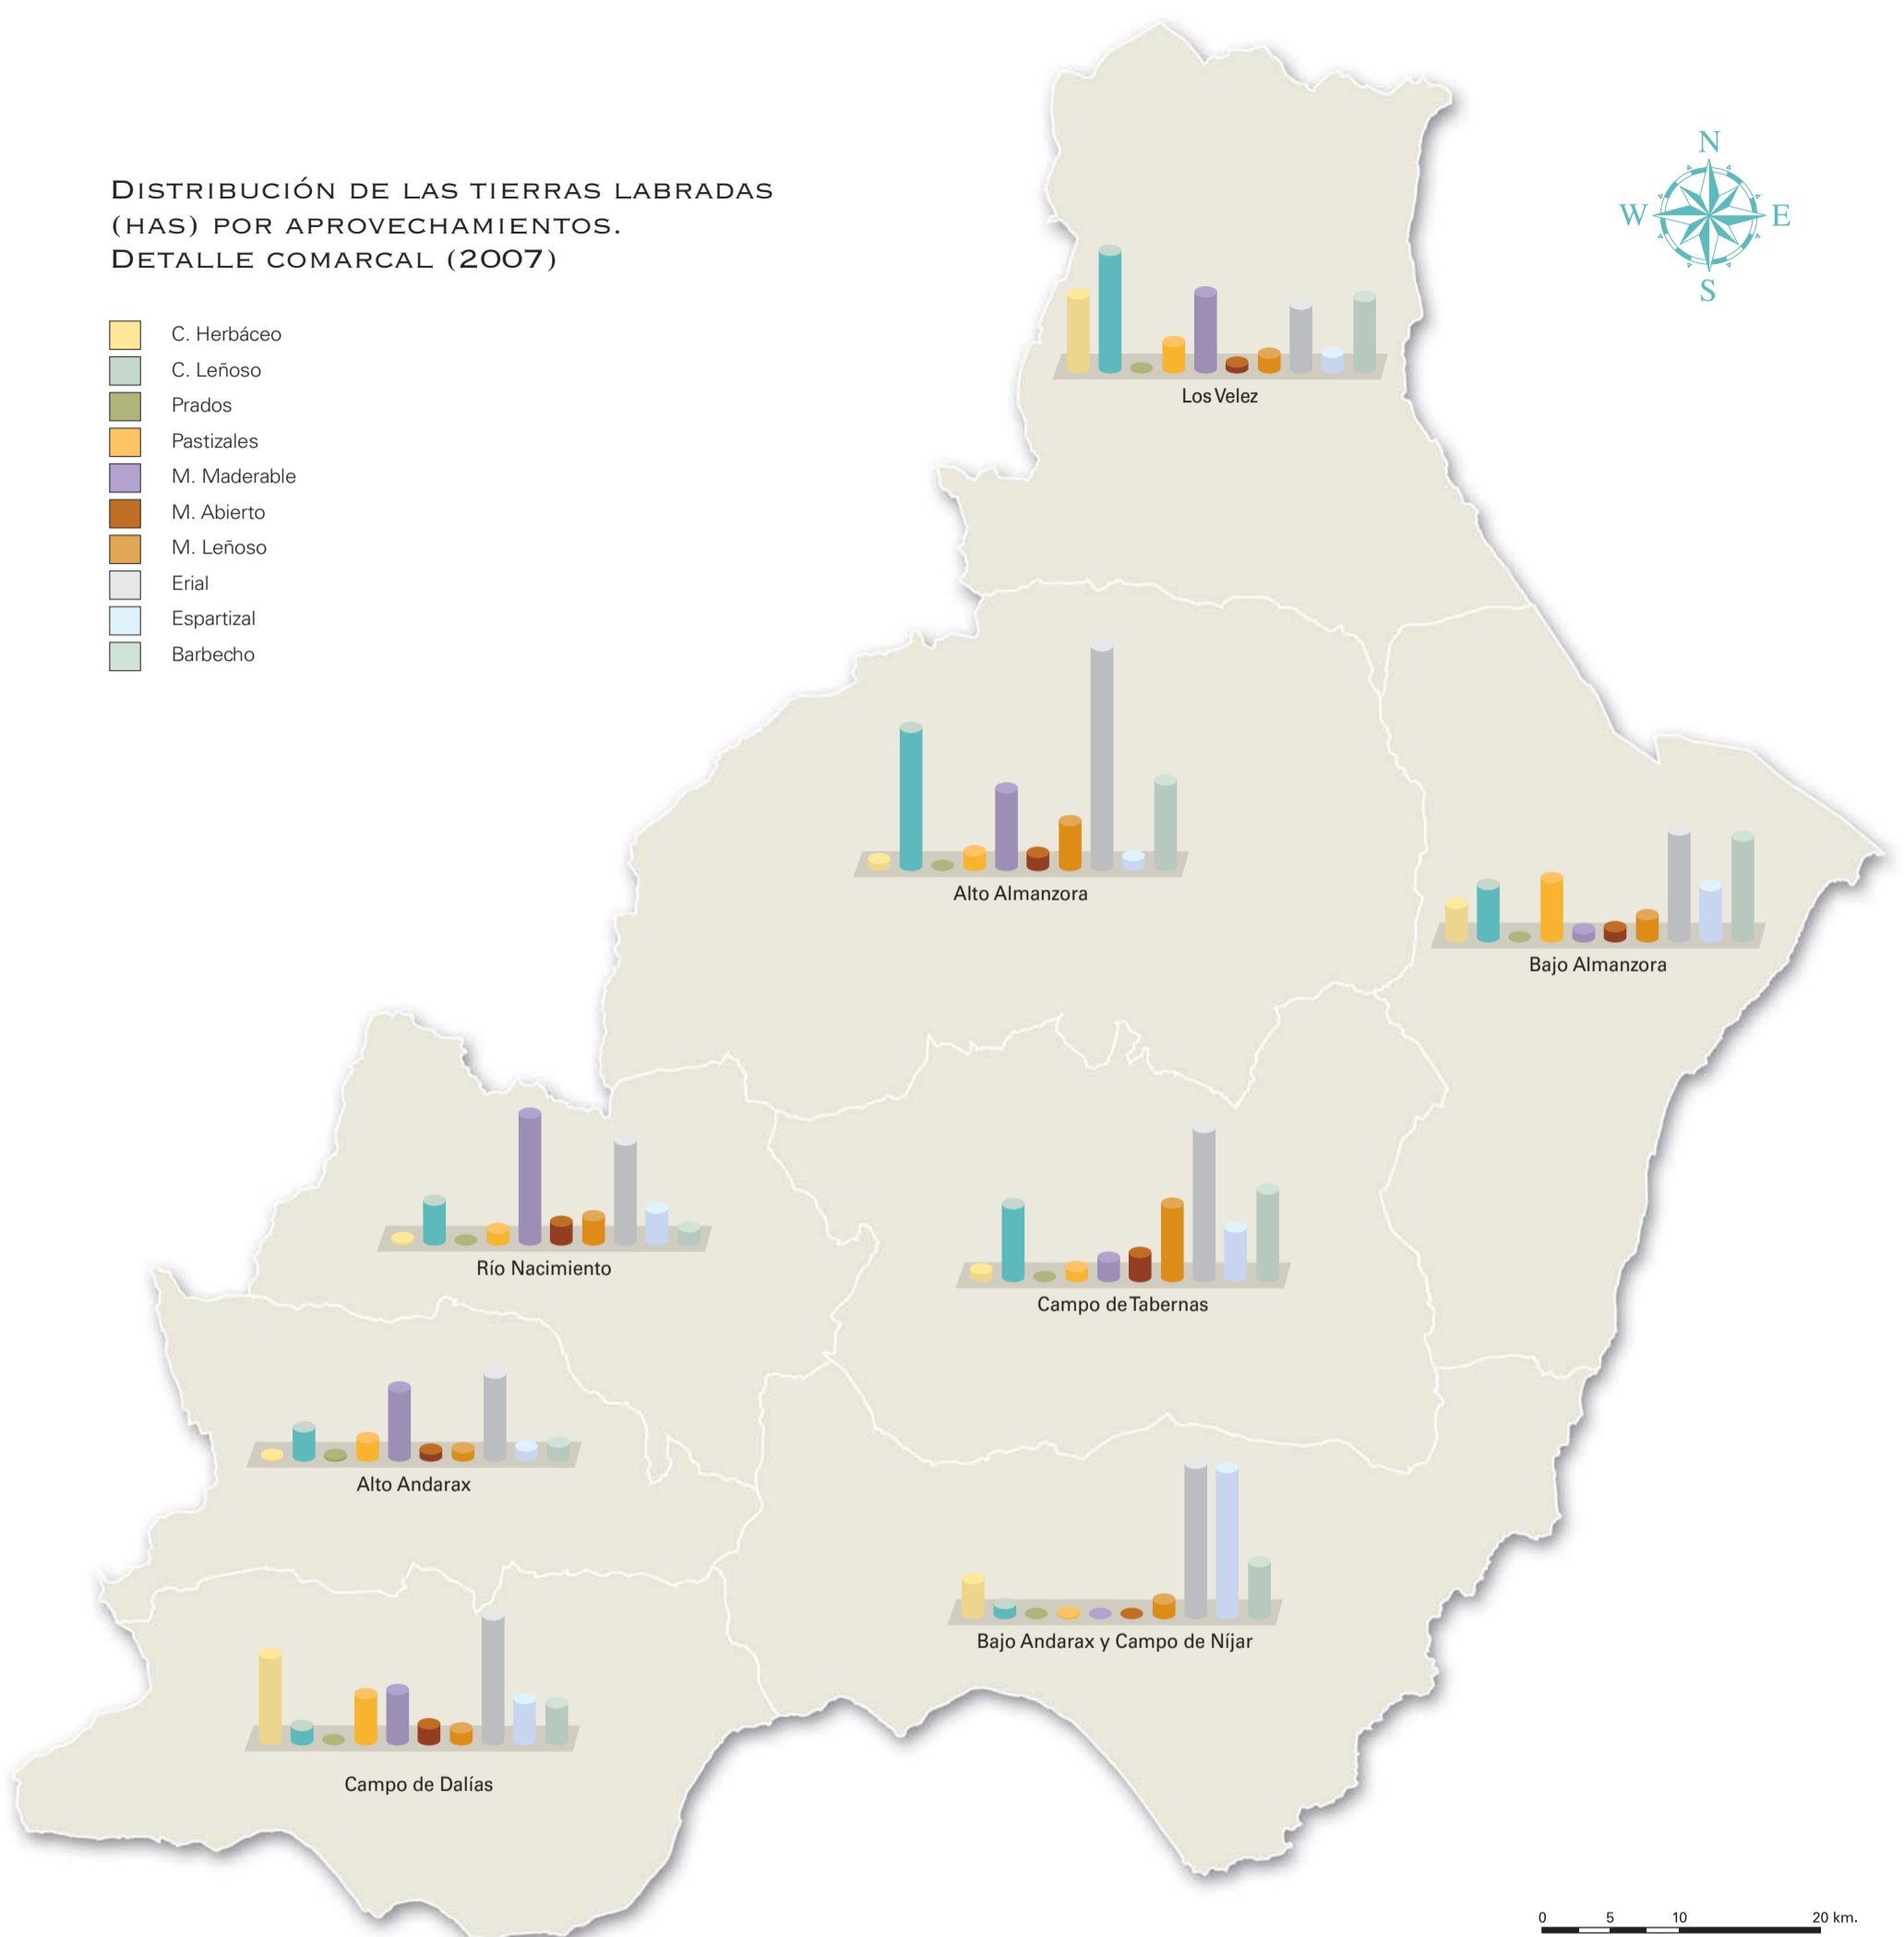 Distribución de las tierras labradas
(has) por aprovechamientos.
Detalle comarcal (2007)
C. Herbáceo
C. Leñoso
Prados
Pastizales
M. Maderable
M. Abierto
M. Leñoso
Erial
Espartizal
Barbecho
N
W
E
S
Los Velez
Alto Almanzora
Bajo Almanzora
Río Nacimiento
Campo de Tabernas
Alto Andarax
Bajo Andarax y Campo de Níjar
Campo de Dalías
0 5 10 20 km.